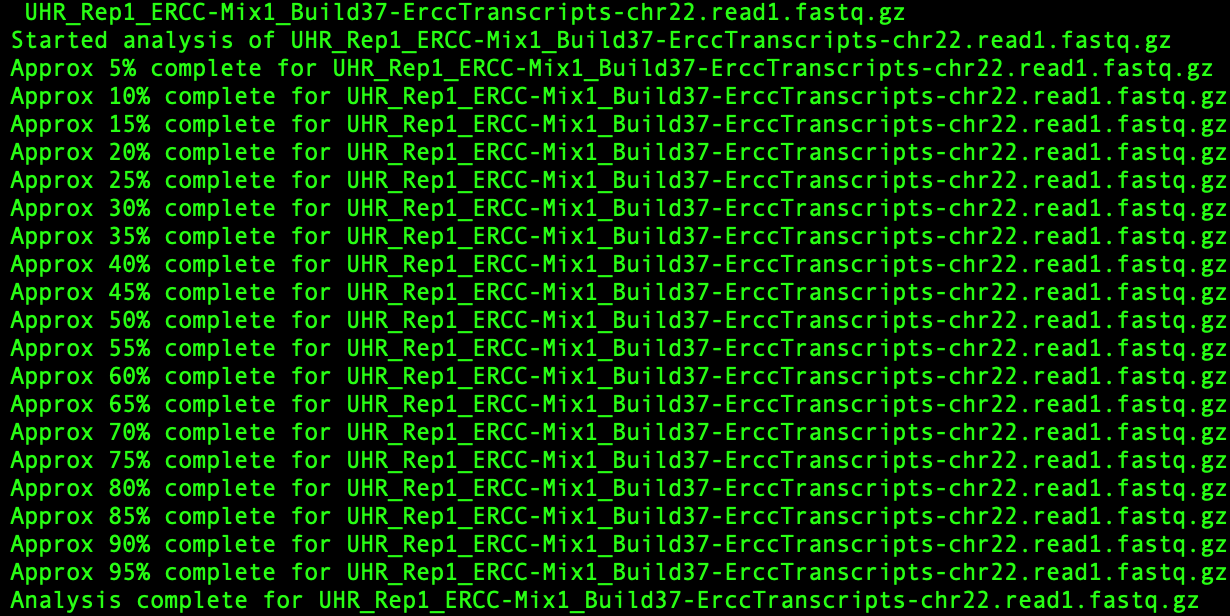 UHR_Rep1_ERCC-Mix1_Build37-ErccTranscripts-chr22.read1.fastq.gz
Started analysis of UHR_Rep1_ERCC-Mix1_Build37-ErccTranscripts-chr22.read1.fastq.gz
Approx 5% complete for UHR_Rep1_ERCC-Mix1_Build37-ErccTranscripts-chr22.read1.fastq.gz
Approx 10% complete for UHR_Rep1_ERCC-Mix1_Build37-ErccTranscripts-chr22.read1.fastq.gz
Approx 15% complete for UHR_Rep1_ERCC-Mix1_Build37-ErccTranscripts-chr22.read1.fastq.gz
Approx 20% complete for UHR_Rep1_ERCC-Mix1_Build37-ErccTranscripts-chr22.read1.fastq.gz
Approx 25% complete for UHR_Rep1_ERCC-Mix1_Build37-ErccTranscripts-chr22.read1.fastq.gz
Approx 30% complete for UHR_Rep1_ERCC-Mix1_Build37-ErccTranscripts-chr22.read1.fastq.gz
Approx 35% complete for UHR_Rep1_ERCC-Mix1_Build37-ErccTranscripts-chr22.read1.fastq.gz
Approx 40% complete for UHR_Rep1_ERCC-Mix1_Build37-ErccTranscripts-chr22.read1.fastq.gz
Approx 45% complete for UHR_Rep1_ERCC-Mix1_Build37-ErccTranscripts-chr22.read1.fastq.gz
Approx 50% complete for UHR_Rep1_ERCC-Mix1_Build37-ErccTranscripts-chr22.read1.fastq.gz
Approx 55% complete for UHR_Rep1_ERCC-Mix1_Build37-ErccTranscripts-chr22.read1.fastq.gz
Approx 60% complete for UHR_Rep1_ERCC-Mix1_Build37-ErccTranscripts-chr22.read1.fastq.gz
Approx 65% complete for UHR_Rep1_ERCC-Mix1_Build37-ErccTranscripts-chr22.read1.fastq.gz
Approx 70% complete for UHR_Rep1_ERCC-Mix1_Build37-ErccTranscripts-chr22.read1.fastq.gz
Approx 75% complete for UHR_Rep1_ERCC-Mix1_Build37-ErccTranscripts-chr22.read1.fastq.gz
Approx 80% complete for UHR_Rep1_ERCC-Mix1_Build37-ErccTranscripts-chr22.read1.fastq.gz
Approx 85% complete for UHR_Rep1_ERCC-Mix1_Build37-ErccTranscripts-chr22.read1.fastq.gz
Approx 90% complete for UHR_Rep1_ERCC-Mix1_Build37-ErccTranscripts-chr22.read1.fastq.gz
Approx 95% complete for UHR_Rep1_ERCC-Mix1_Build37-ErccTranscripts-chr22.read1.fastq.gz
Analysis complete for UHR_Rep1_ERCC-Mix1_Build37-ErccTranscripts-chr22.read1.fastq.gz